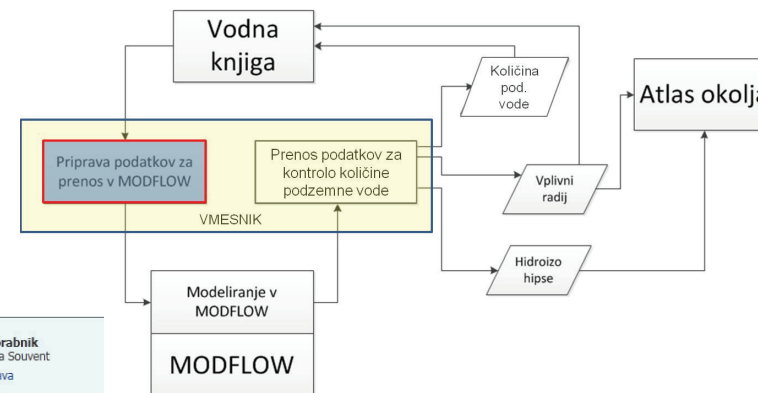 Vodna
knjiga
Količina
pod.
vode
Atlas okolja
Priprava podatkov za
prenos v MODFLOW
Prenos podatkov za
kontrolo količine
podzemne vode
VMESNIK
Vplivni
radij
Hidroizo
hipse
Modeliranje v
MODFLOW
MODFLOW
Souvent